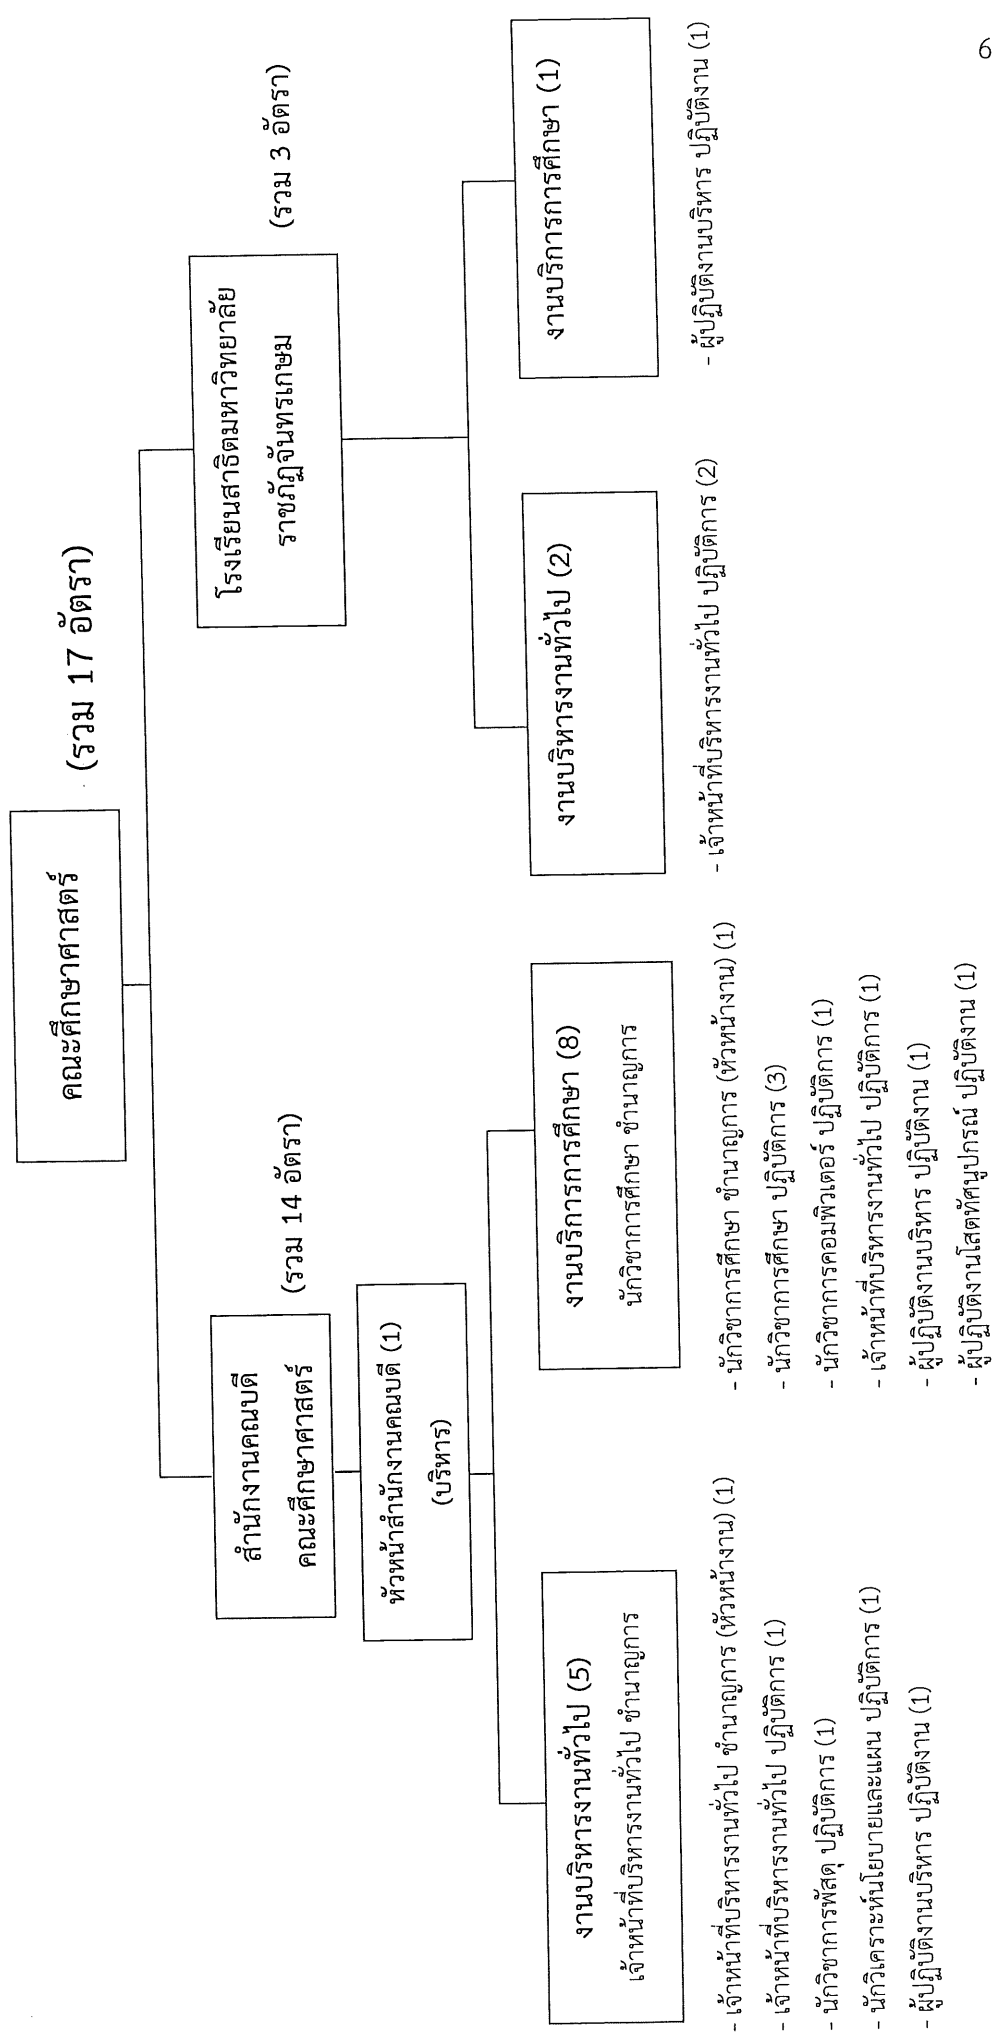 คณะศึกษาศาสตร์
(รวม 17 อัตรา)
สำนักงานคณบดี
คณะศึกษาศาสตร์
(รวม 14 อัตรา)
หัวหน้าสำนักงานคณบดี (1)
(บริหาร)
งานบริหารงานทั่วไป (5)
เจ้าหน้าที่บริหารงานทั่วไป ชำนาญการ
- เจ้าหน้าที่บริหารงานทั่วไป ชำนาญการ (หัวหน้างาน) (1)
- เจ้าหน้าที่บริหารงานทั่วไป ปฏิบัติการ (1)
- นักวิชาการพัสดุ ปฏิบัติการ (1)
- นักวิเคราะห์นโยบายและแผน ปฏิบัติการ (1)
- ผู้ปฏิบัติงานบริหาร ปฏิบัติงาน (1)
งานบริการการศึกษา (8)
นักวิชาการศึกษา ชำนาญการ
- นักวิชาการศึกษา ชำนาญการ (หัวหน้างาน) (1)
- นักวิชาการศึกษา ปฏิบัติการ (3)
- นักวิชาการคอมพิวเตอร์ ปฏิบัติการ (1)
- เจ้าหน้าที่บริหารงานทั่วไป ปฏิบัติการ (1)
- ผู้ปฏิบัติงานบริหาร ปฏิบัติงาน (1)
- ผู้ปฏิบัติงานโสตทัศนูปกรณ์ ปฏิบัติงาน (1)
โรงเรียนสาธิตมหาวิทยาลัย
ราชภัฏจันทรเกษม
(รวม 3 อัตรา)
งานบริหารงานทั่วไป (2)
- เจ้าหน้าที่บริหารงานทั่วไป ปฏิบัติการ (2)
งานบริการการศึกษา (1)
- ผู้ปฏิบัติงานบริหาร ปฏิบัติงาน (1)
6